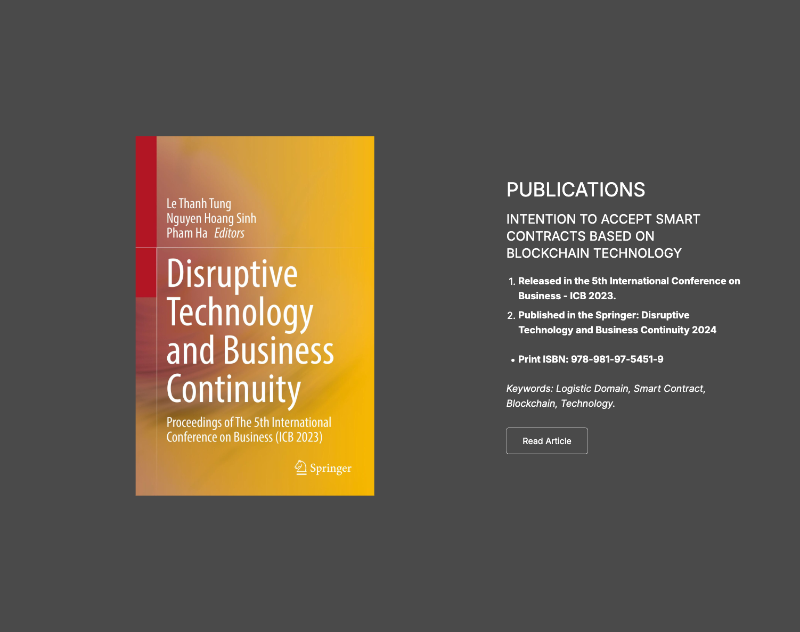 Le Thanh Tung
Nguyen Hoang Sinh
Pham Ha Editors
Disruptive
Technology
and Business
Continuity
Proceedings of The 5th International
Conference on Business (ICB 2023)
Springer
PUBLICATIONS
INTENTION TO ACCEPT SMART
CONTRACTS BASED ON
BLOCKCHAIN TECHNOLOGY
1. Released in the 5th International Conference on
Business - ICB 2023.
2. Published in the Springer: Disruptive
Technology and Business Continuity 2024
• Print ISBN: 978-981-97-5451-9
Keywords: Logistic Domain, Smart Contract,
Blockchain, Technology.
Read Article